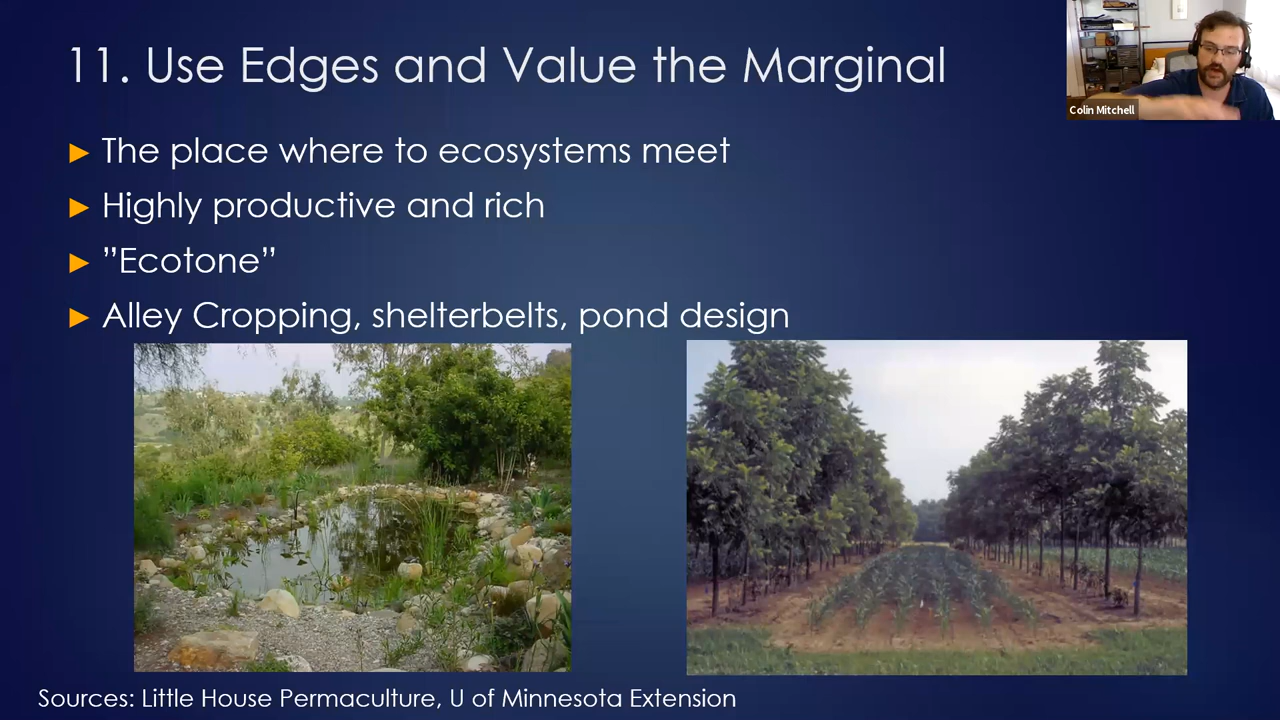 11. Use Edges and Value the Marginal
Colin Mitchell
The place where to ecosystems meet
Highly productive and rich
”Ecotone”
Alley Cropping, shelterbelts, pond design
Sources: Little House Permaculture, U of Minnesota Extension